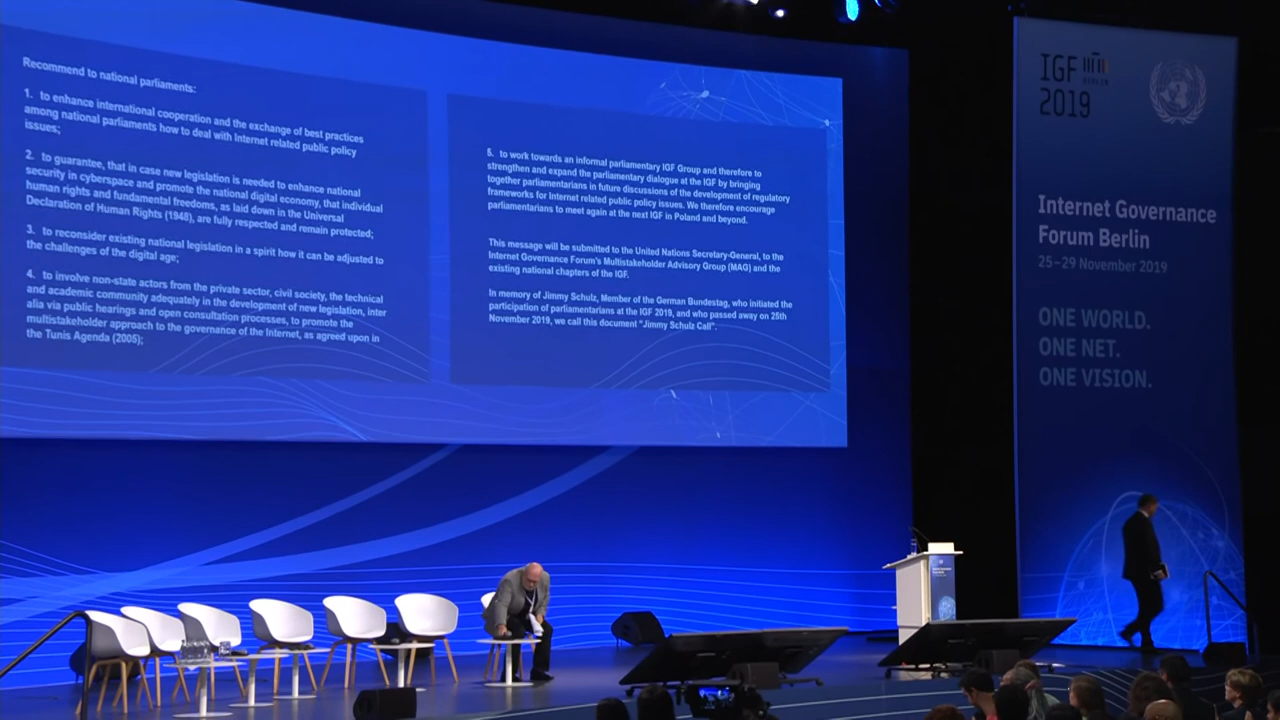 Recommend to national parliaments:
1. to enhance international cooperation and the exchange of best practices
among national parliaments how to deal with Internet related public policy
issues;
2. to guarantee, that in case new legislation is needed to enhance national
security in cyberspace and promote the national digital economy, that individual
human rights and fundamental freedoms, as laid down in the Universal
Declaration of Human Rights (1948), are fully respected and remain protected;
3. to reconsider existing national legislation in a spirit how it can be adjusted to
the challenges of the digital age;
4. to involve non-state actors from the private sector, civil society, the technical
and academic community adequately in the development of new legislation, inter
alia via public hearings and open consultation processes, to promote the
multistakeholder approach to the governance of the Internet, as agreed upon in
the Tunis Agenda (2005);
5. to work towards an informal parliamentary IGF Group and therefore to
strengthen and expand the parliamentary dialogue at the IGF by bringing
together parliamentarians in future discussions of the development of regulatory
frameworks for Internet related public policy issues. We therefore encourage
parliamentarians to meet again at the next IGF in Poland and beyond.
This message will be submitted to the United Nations Secretary-General, to the
Internet Governance Forum's Multistakeholder Advisory Group (MAG) and the
existing national chapters of the IGF.
In memory of Jimmy Schulz, Member of the German Bundestag, who initiated the
participation of parliamentarians at the IGF 2019, and who passed away on 25th
November 2019, we call this document "Jimmy Schulz Call".
IGF
BERLIN
2019
Internet Governance
Forum Berlin
25–29 November 2019
ONE WORLD.
ONE NET.
ONE VISION.